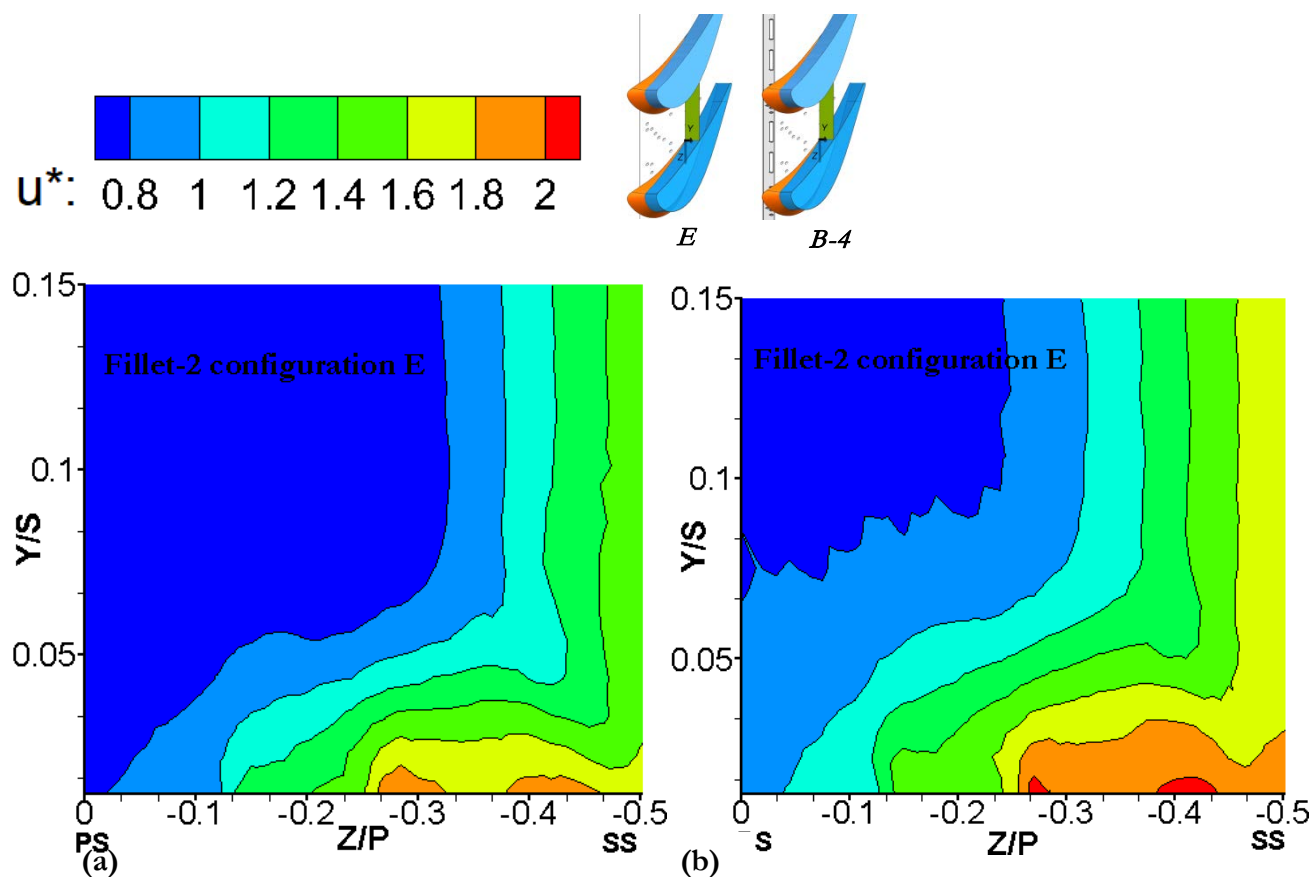 u*: 0.8 1 1.2 1.4 1.6 1.8 2
Y
Z
E
Y
Z
B-4
0.15
0.1
0.05
Y/S
Fillet-2 configuration E
0 -0.1 -0.2 -0.3 -0.4 -0.5
PS Z/P SS
(a)
0.15
0.1
0.05
Y/S
Fillet-2 configuration E
0 -0.1 -0.2 -0.3 -0.4 -0.5
S Z/P SS
(b)